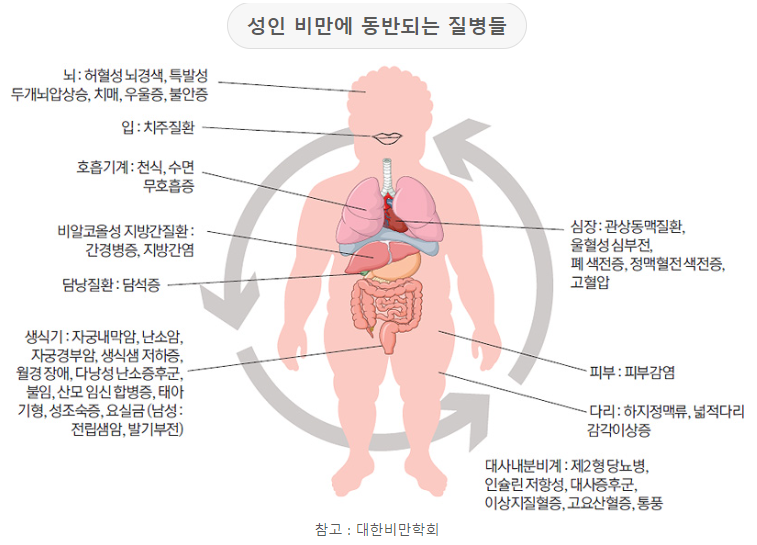 성인 비만에 동반되는 질병들
뇌 : 허혈성 뇌경색, 특발성
두개뇌압상승, 치매, 우울증, 불안증
입 : 치주질환
호흡기계 : 천식, 수면
무호흡증
비알코올성 지방간질환 :
간경병증, 지방간염
담낭질환 : 담석증
생식기 : 자궁내막암, 난소암,
자궁경부암, 생식샘 저하증,
월경 장애, 다낭성 난소증후군,
불임, 산모 임신 합병증, 태아
기형, 성조숙증, 요실금 (남성 :
전립샘암, 발기부전)
심장 : 관상동맥질환,
울혈성 심부전,
폐 색전증, 정맥혈전 색전증,
고혈압
피부 : 피부감염
다리 : 하지정맥류, 넓적다리
감각이상증
대사내분비계 : 제2형 당뇨병,
인슐린 저항성, 대사증후군,
이상지질혈증, 고요산혈증, 통풍
참고 : 대한비만학회